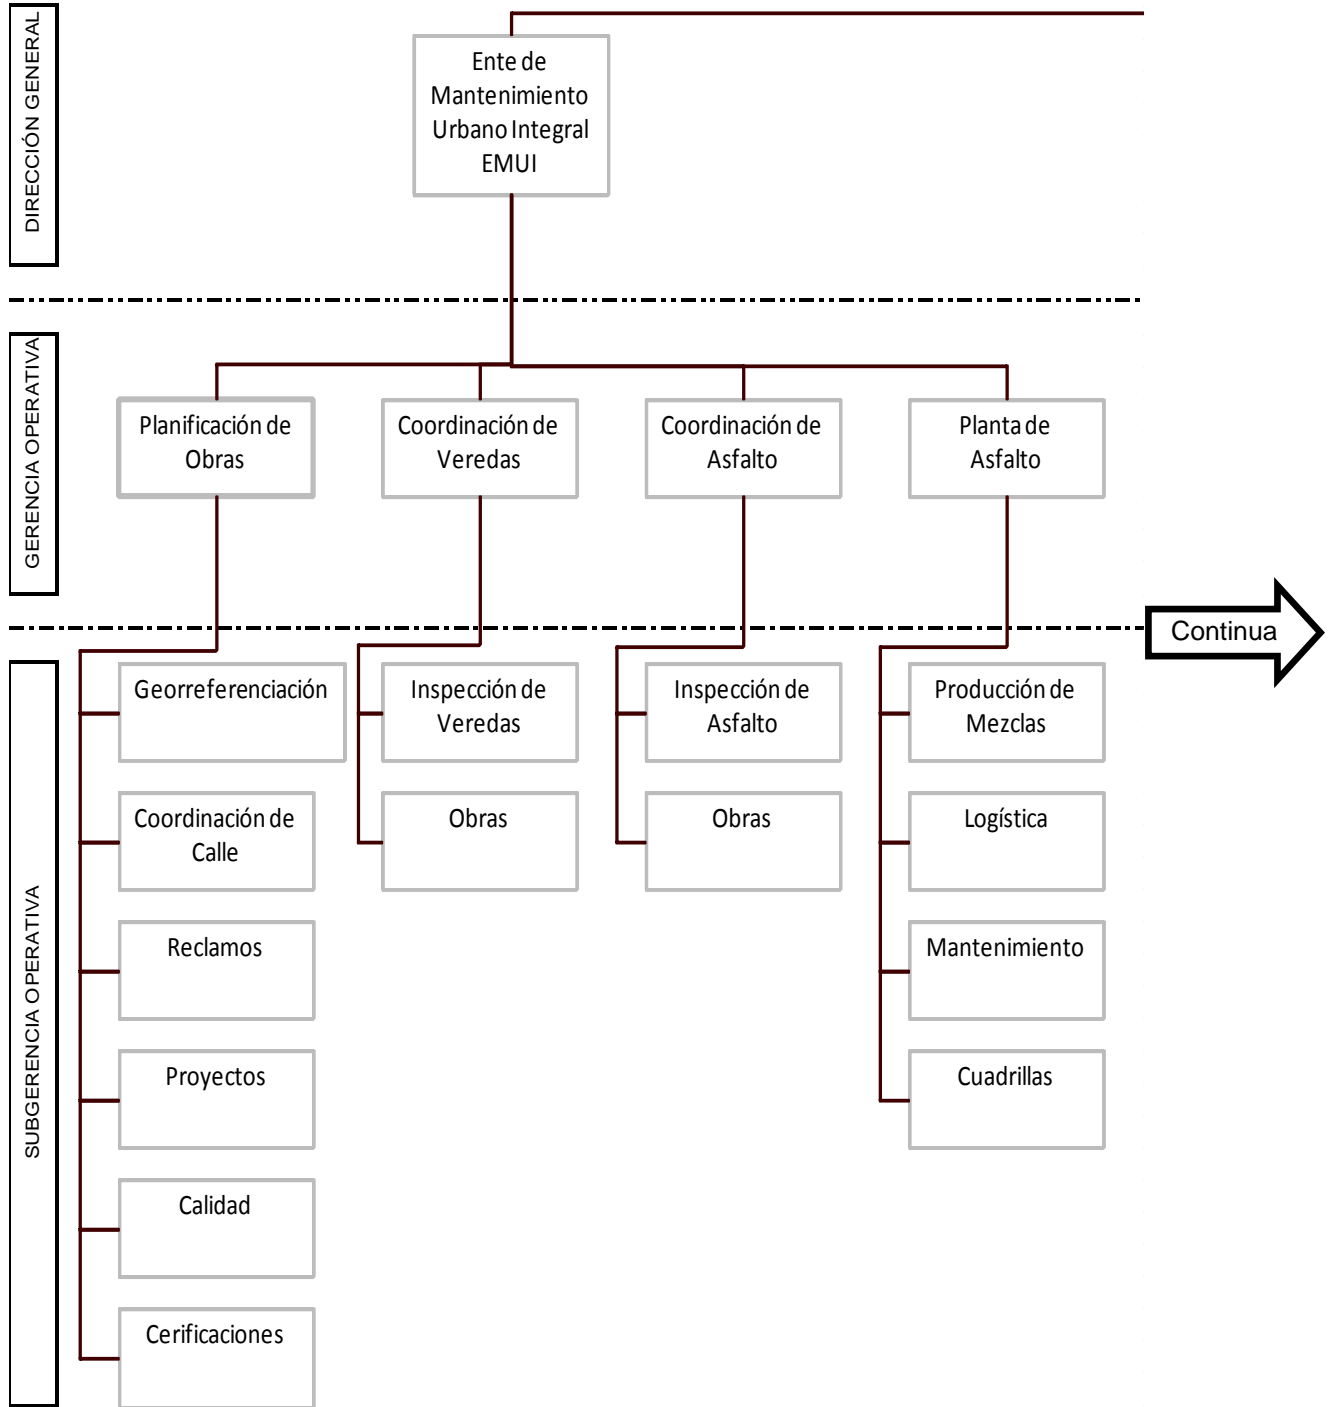 DIRECCIÓN GENERAL
Ente de
Mantenimiento
Urbano Integral
EMUI
GERENCIA OPERATIVA
Planificación de
Obras
Coordinación de
Veredas
Coordinación de
Asfalto
Planta de
Asfalto
Continua
SUBGERENCIA OPERATIVA
Georreferenciación
Coordinación de
Calle
Reclamos
Proyectos
Calidad
Cerificaciones
Inspección de
Veredas
Obras
Inspección de
Asfalto
Obras
Producción de
Mezclas
Logística
Mantenimiento
Cuadrillas